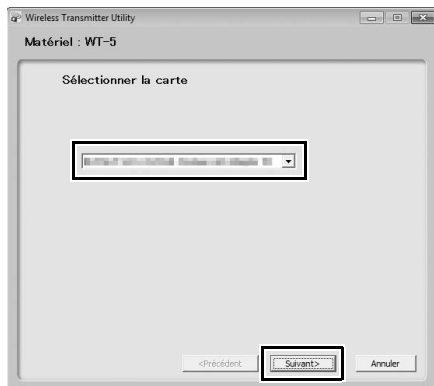 Wireless Transmitter Utility
Matériel : WT-5
Sélectionner la carte
<Précédent Suivant> Annuler